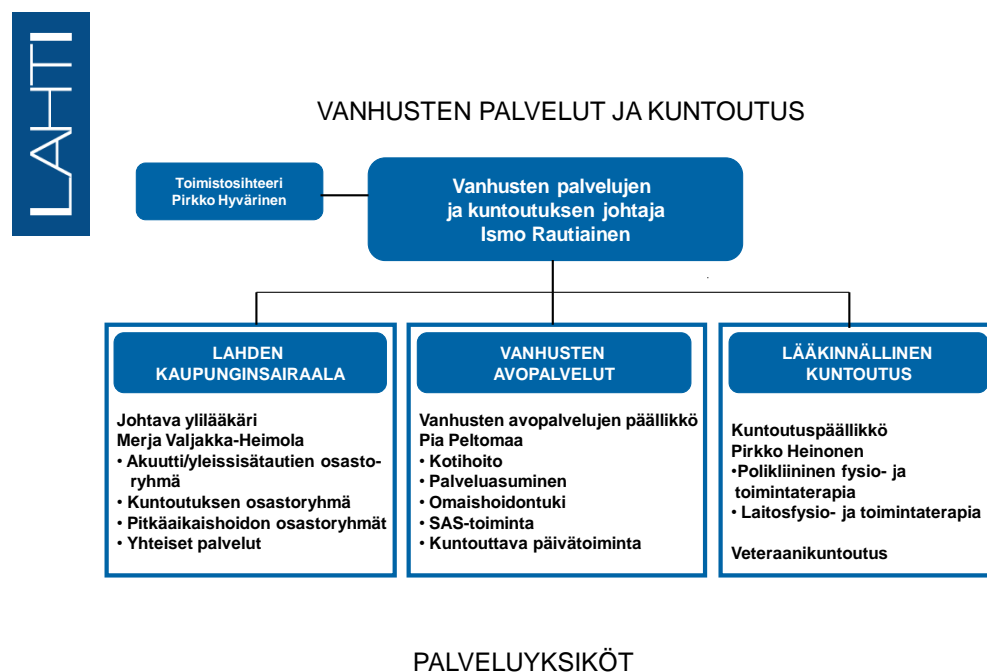 LAHTI
VANHUSTEN PALVELUT JA KUNTOUTUS
Toimistosihteeri
Pirkko Hyvärinen
Vanhusten palvelujen
ja kuntoutuksen johtaja
Ismo Rautiainen
LAHDEN
KAUPUNGINSAIRAALA
Johtava ylilääkäri
Merja Valjakka-Heimola
• Akuutti/yleissisätautien osasto-
ryhmä
• Kuntoutuksen osastoryhmä
• Pitkäaikaishoidon osastoryhmät
• Yhteiset palvelut
VANHUSTEN
AVOPALVELUT
Vanhusten avopalvelujen päällikkö
Pia Peltomaa
• Kotihoito
• Palveluasuminen
• Omaishoidontuki
• SAS-toiminta
• Kuntouttava päivätoiminta
LÄÄKINNÄLLINEN
KUNTOUTUS
Kuntoutuspäällikkö
Pirkko Heinonen
•Polikliininen fysio- ja
toimintaterapia
• Laitosfysio- ja toimintaterapia
Veteraanikuntoutus
PALVELUYKSIKÖT